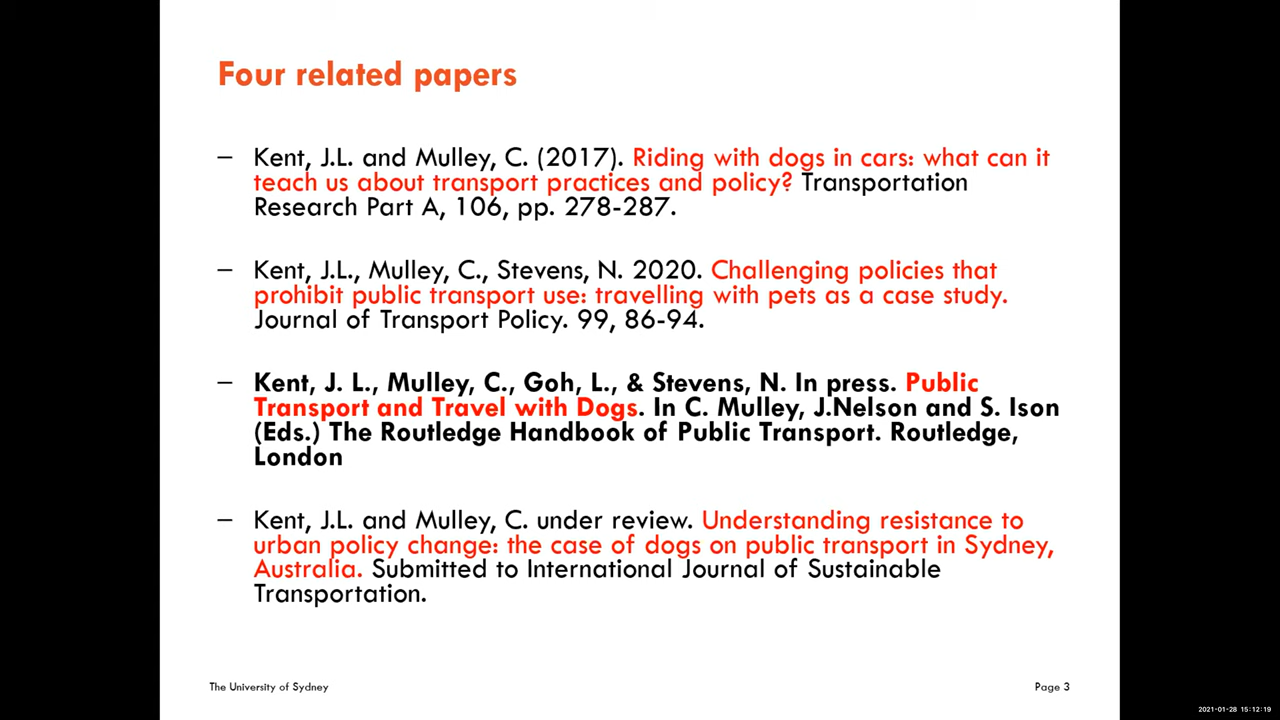 Four related papers
– Kent, J.L. and Mulley, C. (2017). Riding with dogs in cars: what can it
teach us about transport practices and policy? Transportation
Research Part A, 106, pp. 278-287.
– Kent, J.L., Mulley, C., Stevens, N. 2020. Challenging policies that
prohibit public transport use: travelling with pets as a case study.
Journal of Transport Policy. 99, 86-94.
– Kent, J. L., Mulley, C., Goh, L., & Stevens, N. In press. Public
Transport and Travel with Dogs. In C. Mulley, J.Nelson and S. Ison
(Eds.) The Routledge Handbook of Public Transport. Routledge,
London
– Kent, J.L. and Mulley, C. under review. Understanding resistance to
urban policy change: the case of dogs on public transport in Sydney,
Australia. Submitted to International Journal of Sustainable
Transportation.
The University of Sydney
Page 3
2021-01-28 15:12:19